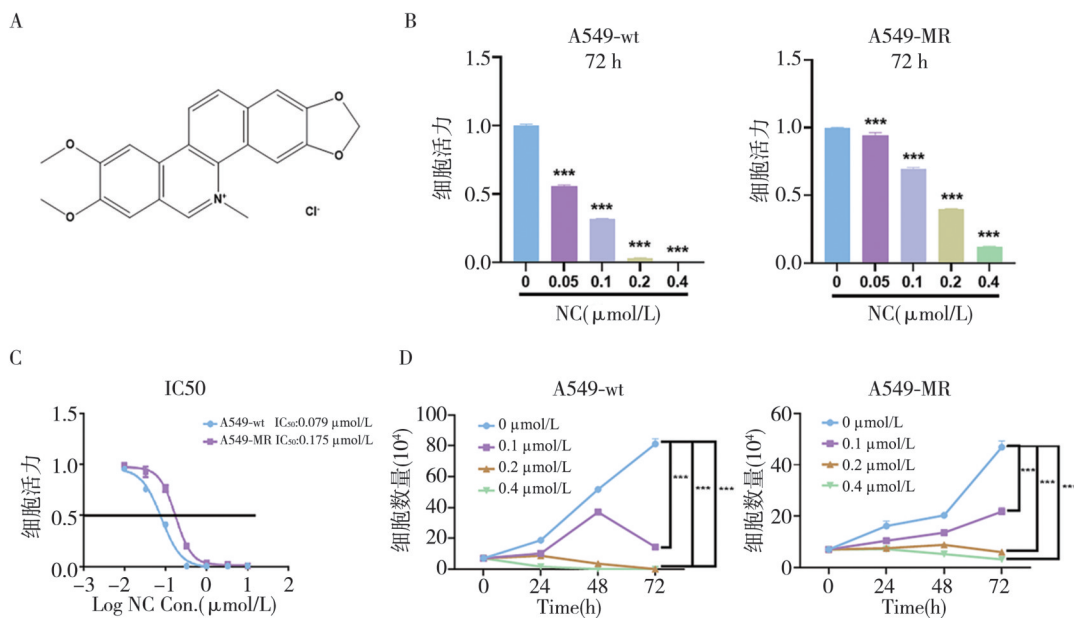 A
O
O
N⁺
O
O
Cl⁻
B
A549-wt
72 h
细胞活力
1.5
1.0
0.5
0.0
***
***
***
***
0 0.05 0.1 0.2 0.4
NC(μmol/L)
A549-MR
72 h
细胞活力
1.5
1.0
0.5
0.0
***
***
***
***
0 0.05 0.1 0.2 0.4
NC(μmol/L)
C
IC50
细胞活力
1.5
1.0
0.5
0.0
A549-wt IC₅₀:0.079 μmol/L
A549-MR IC₅₀:0.175 μmol/L
−3 −2 −1 0 1 2
Log NC Con.(μmol/L)
D
A549-wt
细胞数量(10⁴)
100
80
60
40
20
0
0 μmol/L
0.1 μmol/L
0.2 μmol/L
0.4 μmol/L
***
***
***
0 24 48 72
Time(h)
A549-MR
细胞数量(10⁴)
60
40
20
0
0 μmol/L
0.1 μmol/L
0.2 μmol/L
0.4 μmol/L
***
***
0 24 48 72
Time(h)